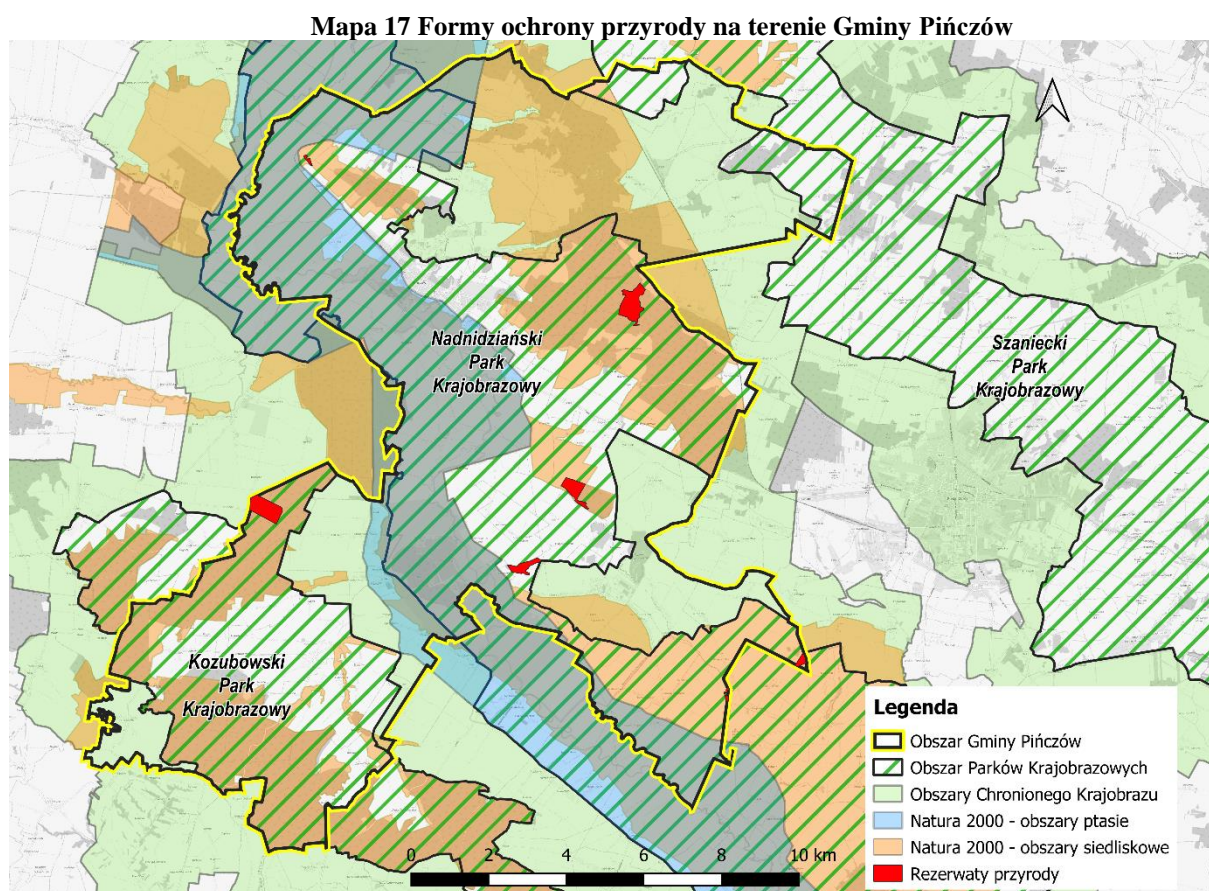 Mapa 17 Formy ochrony przyrody na terenie Gminy Pińczów
Nadnidziański
Park
Krajobrazowy
Szaniecki
Park
Krajobrazowy
Kozubowski
Park
Krajobrazowy
Legenda
Obszar Gminy Pińczów
Obszar Parków Krajobrazowych
Obszary Chronionego Krajobrazu
Natura 2000 - obszary ptasie
Natura 2000 - obszary siedliskowe
Rezerwaty przyrody
0 2 4 6 8 10 km